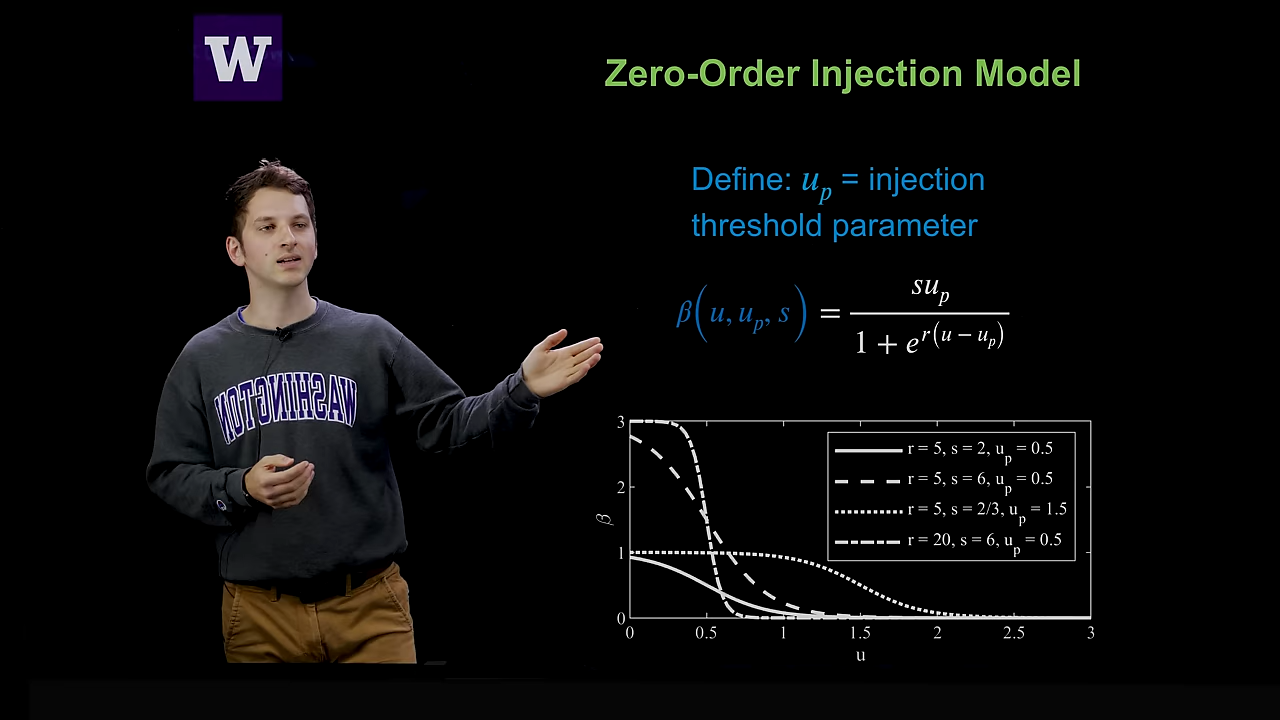 W
Zero-Order Injection Model
Define: u_p = injection
threshold parameter
β(u, u_p, s) = su_p / (1 + e^{r(u − u_p)})
WASHINGTON
3
2
1
0
β
r = 5, s = 2, u_p = 0.5
r = 5, s = 6, u_p = 0.5
r = 5, s = 2/3, u_p = 1.5
r = 20, s = 6, u_p = 0.5
0 0.5 1 1.5 2 2.5 3
u